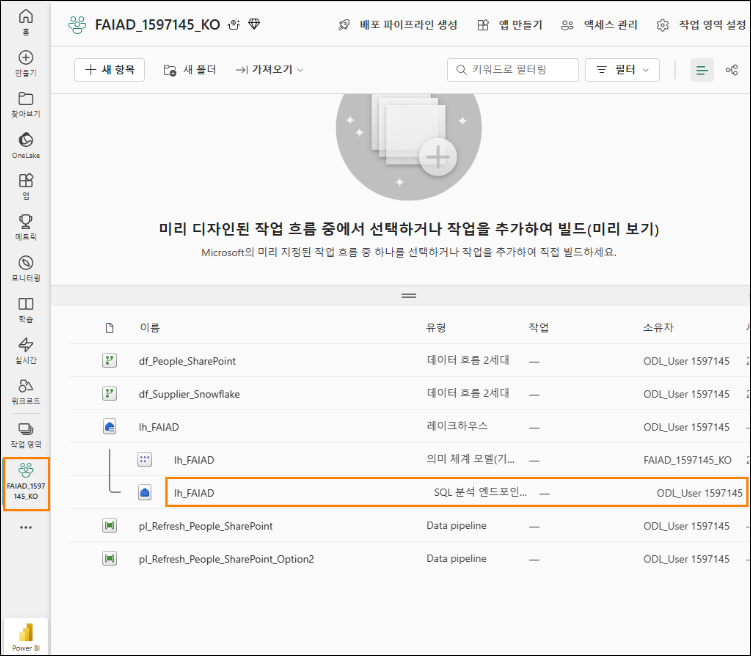 홈
만들기
찾아보기
OneLake
앱
메트릭
모니터링
학습
실시간
워크로드
작업 영역
FAIAD_1597
145_KO
Power BI
FAIAD_1597145_KO
배포 파이프라인 생성
앱 만들기
액세스 관리
작업 영역 설정
새 항목
새 폴더
가져오기
키워드로 필터링
필터
미리 디자인된 작업 흐름 중에서 선택하거나 작업을 추가하여 빌드(미리 보기)
Microsoft의 미리 지정된 작업 흐름 중 하나를 선택하거나 작업을 추가하여 직접 빌드하세요.
이름 유형 작업 소유자
df_People_SharePoint 데이터 흐름 2세대 — ODL_User 1597145
df_Supplier_Snowflake 데이터 흐름 2세대 — ODL_User 1597145
lh_FAIAD 레이크하우스 — ODL_User 1597145
lh_FAIAD 의미 체계 모델(기... — FAIAD_1597145_KO
lh_FAIAD SQL 분석 엔드포인... — ODL_User 1597145
pl_Refresh_People_SharePoint Data pipeline — ODL_User 1597145
pl_Refresh_People_SharePoint_Option2 Data pipeline — ODL_User 1597145